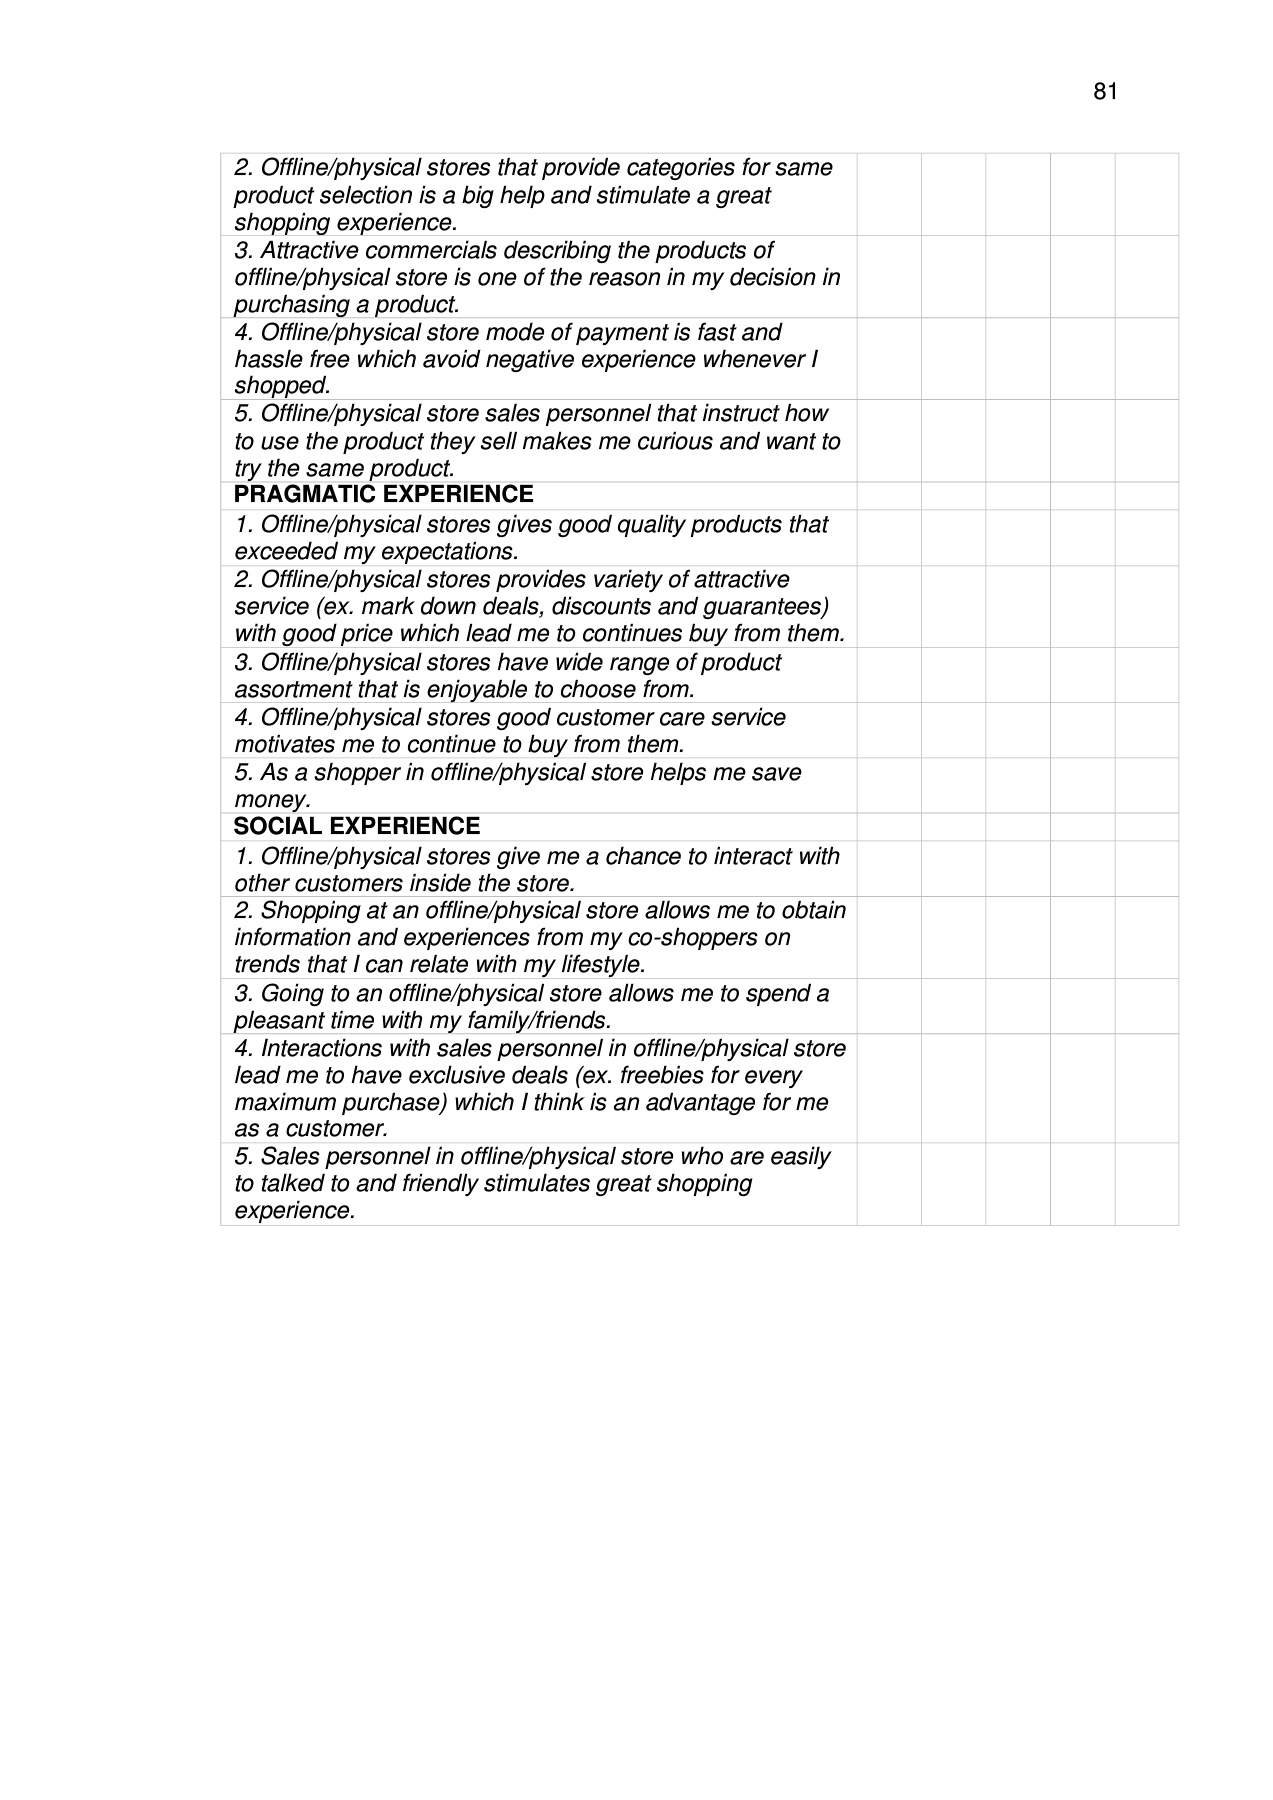 81
2. Offline/physical stores that provide categories for same
product selection is a big help and stimulate a great
shopping experience.
3. Attractive commercials describing the products of
offline/physical store is one of the reason in my decision in
purchasing a product.
4. Offline/physical store mode of payment is fast and
hassle free which avoid negative experience whenever I
shopped.
5. Offline/physical store sales personnel that instruct how
to use the product they sell makes me curious and want to
try the same product.
PRAGMATIC EXPERIENCE
1. Offline/physical stores gives good quality products that
exceeded my expectations.
2. Offline/physical stores provides variety of attractive
service (ex. mark down deals, discounts and guarantees)
with good price which lead me to continues buy from them.
3. Offline/physical stores have wide range of product
assortment that is enjoyable to choose from.
4. Offline/physical stores good customer care service
motivates me to continue to buy from them.
5. As a shopper in offline/physical store helps me save
money.
SOCIAL EXPERIENCE
1. Offline/physical stores give me a chance to interact with
other customers inside the store.
2. Shopping at an offline/physical store allows me to obtain
information and experiences from my co-shoppers on
trends that I can relate with my lifestyle.
3. Going to an offline/physical store allows me to spend a
pleasant time with my family/friends.
4. Interactions with sales personnel in offline/physical store
lead me to have exclusive deals (ex. freebies for every
maximum purchase) which I think is an advantage for me
as a customer.
5. Sales personnel in offline/physical store who are easily
to talked to and friendly stimulates great shopping
experience.